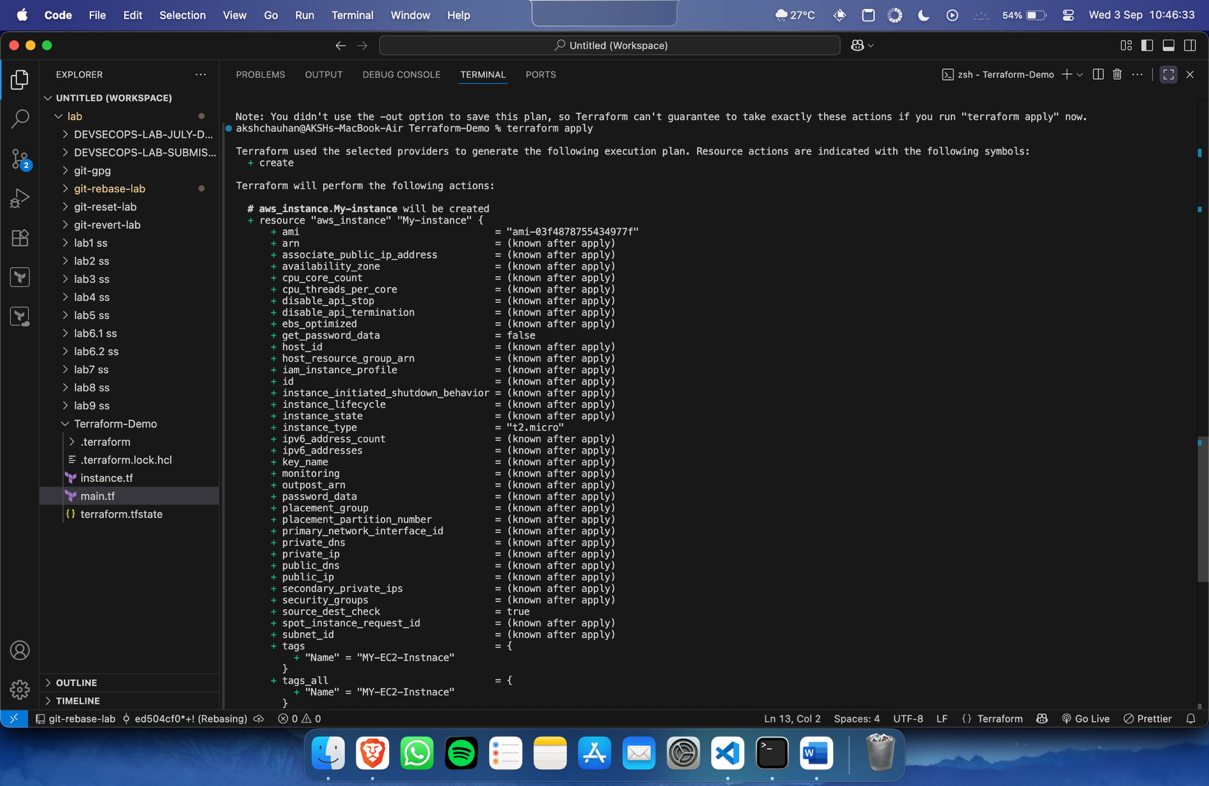 Code File Edit Selection View Go Run Terminal Window Help
27°C 54% Wed 3 Sep 10:46:33
Untitled (Workspace)
EXPLORER
PROBLEMS OUTPUT DEBUG CONSOLE TERMINAL PORTS
zsh - Terraform-Demo
UNTITLED (WORKSPACE)
lab
DEVSECOPS-LAB-JULY-D...
DEVSECOPS-LAB-SUBMIS...
git-gpg
git-rebase-lab
git-reset-lab
git-revert-lab
lab1 ss
lab2 ss
lab3 ss
lab4 ss
lab5 ss
lab6.1 ss
lab6.2 ss
lab7 ss
lab8 ss
lab9 ss
Terraform-Demo
.terraform
.terraform.lock.hcl
instance.tf
main.tf
{} terraform.tfstate
OUTLINE
TIMELINE
2
Note: You didn't use the -out option to save this plan, so Terraform can't guarantee to take exactly these actions if you run "terraform apply" now.
akshchauhan@AKSHs-MacBook-Air Terraform-Demo % terraform apply
Terraform used the selected providers to generate the following execution plan. Resource actions are indicated with the following symbols:
+ create
Terraform will perform the following actions:
# aws_instance.My-instance will be created
+ resource "aws_instance" "My-instance" {
+ ami = "ami-03f4878755434977f"
+ arn = (known after apply)
+ associate_public_ip_address = (known after apply)
+ availability_zone = (known after apply)
+ cpu_core_count = (known after apply)
+ cpu_threads_per_core = (known after apply)
+ disable_api_stop = (known after apply)
+ disable_api_termination = (known after apply)
+ ebs_optimized = (known after apply)
+ get_password_data = false
+ host_id = (known after apply)
+ host_resource_group_arn = (known after apply)
+ iam_instance_profile = (known after apply)
+ id = (known after apply)
+ instance_initiated_shutdown_behavior = (known after apply)
+ instance_lifecycle = (known after apply)
+ instance_state = (known after apply)
+ instance_type = "t2.micro"
+ ipv6_address_count = (known after apply)
+ ipv6_addresses = (known after apply)
+ key_name = (known after apply)
+ monitoring = (known after apply)
+ outpost_arn = (known after apply)
+ password_data = (known after apply)
+ placement_group = (known after apply)
+ placement_partition_number = (known after apply)
+ primary_network_interface_id = (known after apply)
+ private_dns = (known after apply)
+ private_ip = (known after apply)
+ public_dns = (known after apply)
+ public_ip = (known after apply)
+ secondary_private_ips = (known after apply)
+ security_groups = (known after apply)
+ source_dest_check = true
+ spot_instance_request_id = (known after apply)
+ subnet_id = (known after apply)
+ tags = {
+ "Name" = "MY-EC2-Instnace"
}
+ tags_all = {
+ "Name" = "MY-EC2-Instnace"
}
git-rebase-lab ed504cf0*+! (Rebasing) 0 0 Ln 13, Col 2 Spaces: 4 UTF-8 LF {} Terraform Go Live Prettier
W